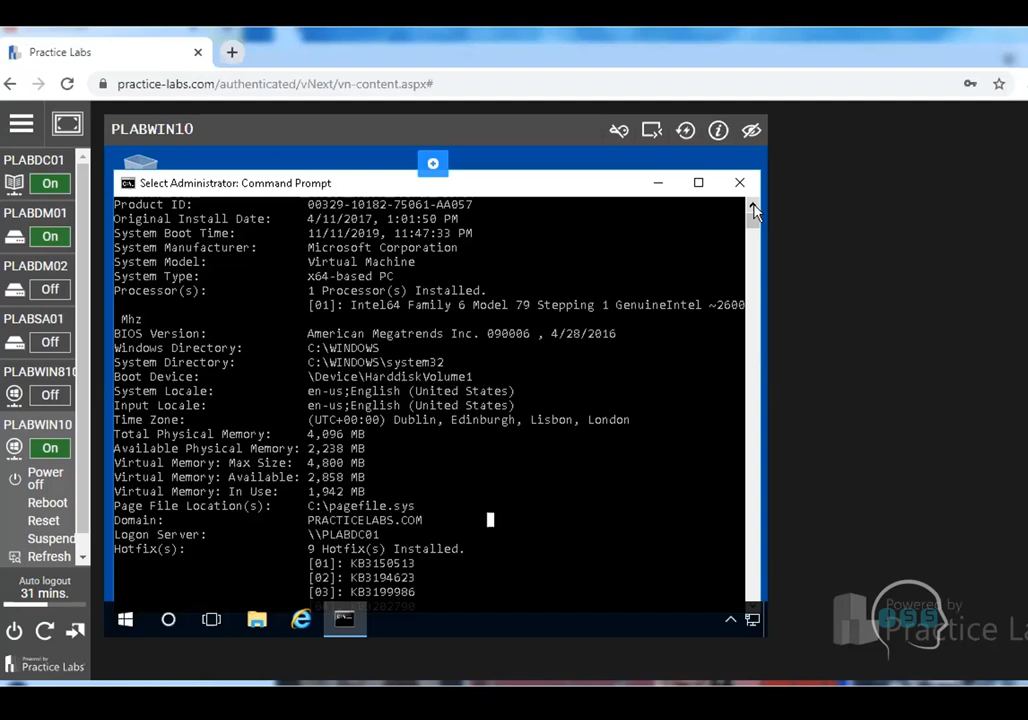 Practice Labs
practice-labs.com/authenticated/vNext/vn-content.aspx#
PLABDC01
On
PLABDM01
On
PLABDM02
Off
PLABSA01
Off
PLABWIN810
Off
PLABWIN10
On
Power off
Reboot
Reset
Suspend
Refresh
Auto logout
31 mins.
Powered by
Practice Labs
PLABWIN10
Select Administrator: Command Prompt
Product ID: 00329-10182-75061-AA057
Original Install Date: 4/11/2017, 1:01:50 PM
System Boot Time: 11/11/2019, 11:47:33 PM
System Manufacturer: Microsoft Corporation
System Model: Virtual Machine
System Type: x64-based PC
Processor(s): 1 Processor(s) Installed.
[01]: Intel64 Family 6 Model 79 Stepping 1 GenuineIntel ~2600
Mhz
BIOS Version: American Megatrends Inc. 090006 , 4/28/2016
Windows Directory: C:\WINDOWS
System Directory: C:\WINDOWS\system32
Boot Device: \Device\HarddiskVolume1
System Locale: en-us;English (United States)
Input Locale: en-us;English (United States)
Time Zone: (UTC+00:00) Dublin, Edinburgh, Lisbon, London
Total Physical Memory: 4,096 MB
Available Physical Memory: 2,238 MB
Virtual Memory: Max Size: 4,800 MB
Virtual Memory: Available: 2,858 MB
Virtual Memory: In Use: 1,942 MB
Page File Location(s): C:\pagefile.sys
Domain: PRACTICELABS.COM
Logon Server: \\PLABDC01
Hotfix(s): 9 Hotfix(s) Installed.
[01]: KB3150513
[02]: KB3194623
[03]: KB3199986
Powered by
Practice La